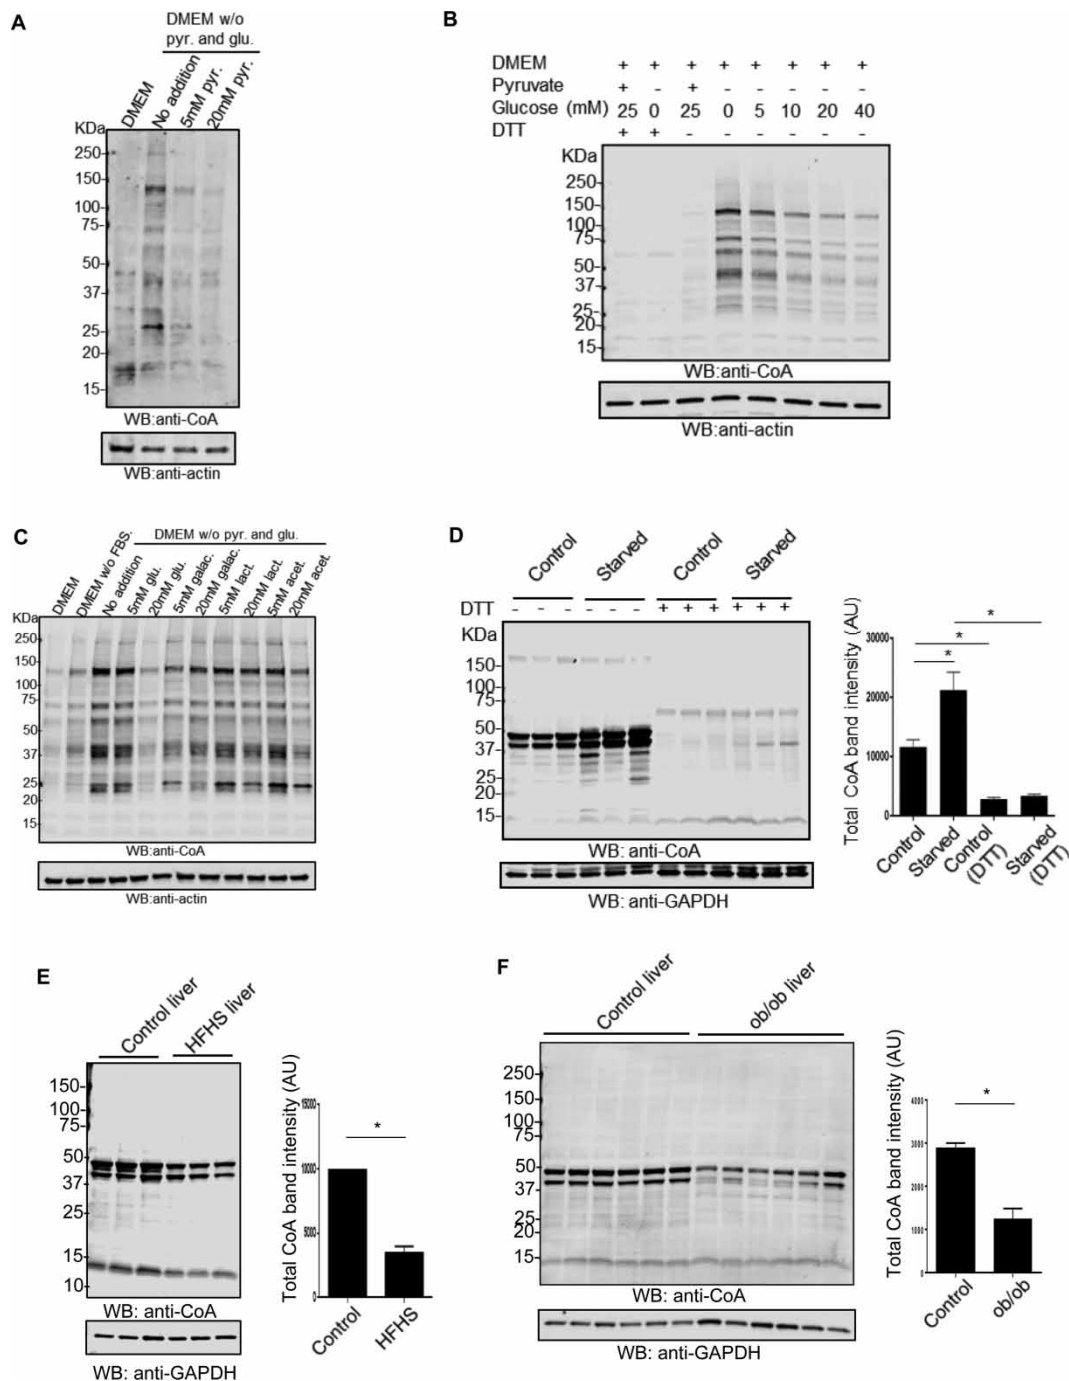 A
DMEM w/o
pyr. and glu.
DMEM
No addition
5mM pyr.
20mM pyr.
KDa
250-
150-
100-
75-
50-
37-
25-
20-
15-
WB:anti-CoA
WB:anti-actin
B
DMEM + + + + + + + +
Pyruvate + - + - - - - -
Glucose (mM) 25 0 25 0 5 10 20 40
DTT + + - - - - - -
KDa
250-
150-
100-
75-
50-
37-
25-
20-
15-
WB:anti-CoA
WB:anti-actin
C
DMEM w/o pyr. and glu.
DMEM
DMEM w/o FBS.
No addition
5mM glu.
20mM glu.
5mM galac.
20mM galac.
5mM lact.
20mM lact.
5mM acet.
20mM acet.
KDa
250
150
100
75
50
37
25
20
15
WB:anti-CoA
WB:anti-actin
D
Control
Starved
Control
Starved
DTT - - - - - - + + + + + +
KDa
150-
100-
75-
50-
37-
25-
20-
15-
WB: anti-CoA
WB: anti-GAPDH
Total CoA band intensity (AU)
30000
20000
10000
0
*
*
*
Control
Starved
Control
(DTT)
Starved
(DTT)
E
Control liver
HFHS liver
150-
100-
75-
50-
37-
25-
15-
10-
WB: anti-CoA
WB: anti-GAPDH
Total CoA band intensity (AU)
15000
10000
5000
0
*
Control
HFHS
F
Control liver
ob/ob liver
250-
150-
100-
75-
50-
37-
25-
20-
15-
WB: anti-CoA
WB: anti-GAPDH
Total CoA band intensity (AU)
4000
3000
2000
1000
0
*
Control
ob/ob